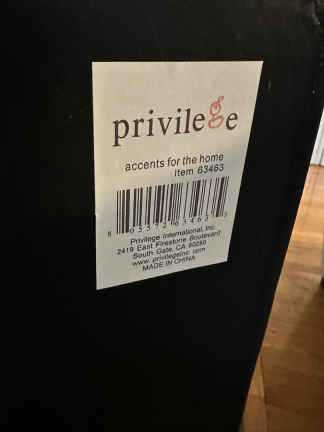 privilege
accents for the home
Item 63463
Privilege International, Inc.
2419 East Firestone Boulevard
South Gate, CA 90280
www.privilegeinc.com
MADE IN CHINA